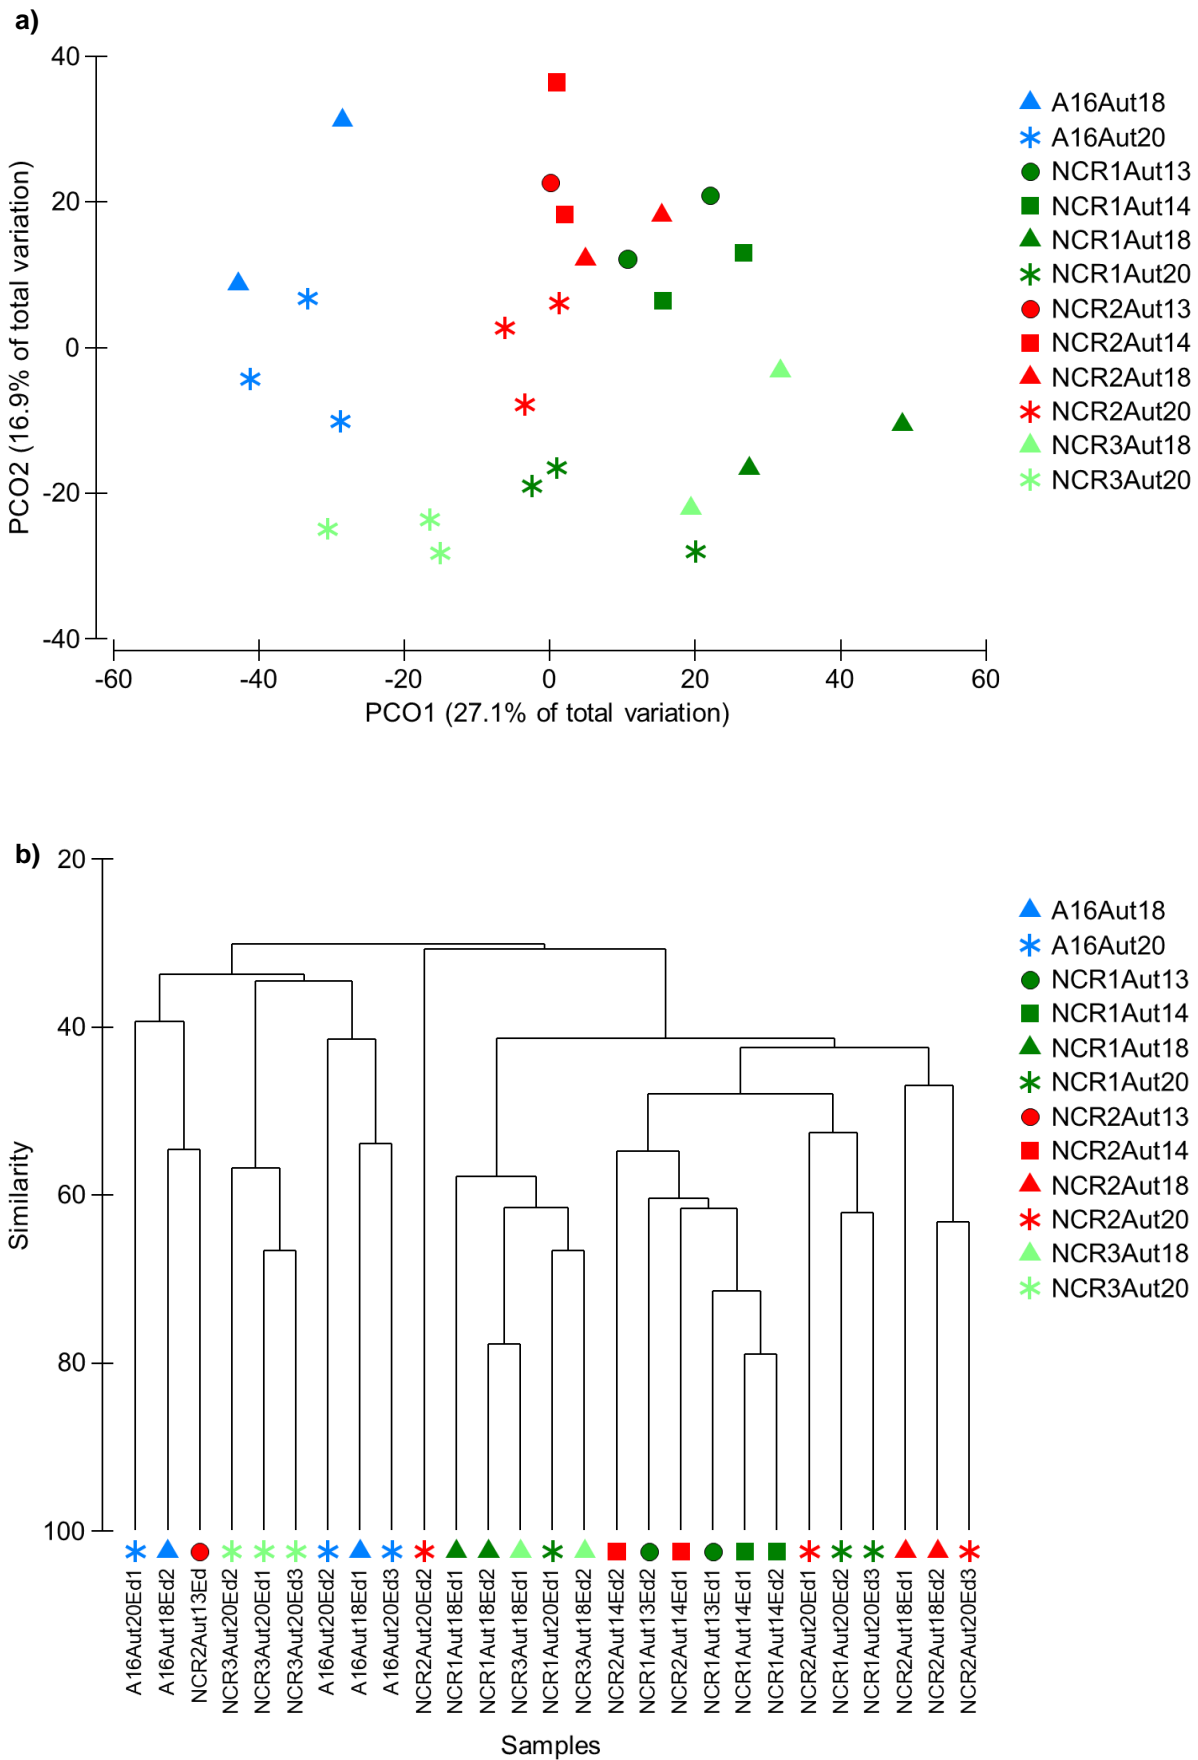 a)
40
20
0
-20
-40
PCO2 (16.9% of total variation)
-60
-40
-20
0
20
40
60
PCO1 (27.1% of total variation)
A16Aut18
A16Aut20
NCR1Aut13
NCR1Aut14
NCR1Aut18
NCR1Aut20
NCR2Aut13
NCR2Aut14
NCR2Aut18
NCR2Aut20
NCR3Aut18
NCR3Aut20
b)
20
40
60
80
100
Similarity
A16Aut20Ed1
A16Aut18Ed2
NCR2Aut13Ed
NCR3Aut20Ed2
NCR3Aut20Ed1
NCR3Aut20Ed3
A16Aut20Ed2
A16Aut18Ed1
A16Aut20Ed3
NCR2Aut20Ed2
NCR1Aut18Ed1
NCR1Aut18Ed2
NCR3Aut18Ed1
NCR1Aut20Ed1
NCR3Aut18Ed2
NCR2Aut14Ed2
NCR1Aut13Ed2
NCR2Aut14Ed1
NCR1Aut13Ed1
NCR1Aut14Ed1
NCR1Aut14Ed2
NCR2Aut20Ed1
NCR1Aut20Ed2
NCR1Aut20Ed3
NCR2Aut18Ed1
NCR2Aut18Ed2
NCR2Aut20Ed3
Samples
A16Aut18
A16Aut20
NCR1Aut13
NCR1Aut14
NCR1Aut18
NCR1Aut20
NCR2Aut13
NCR2Aut14
NCR2Aut18
NCR2Aut20
NCR3Aut18
NCR3Aut20